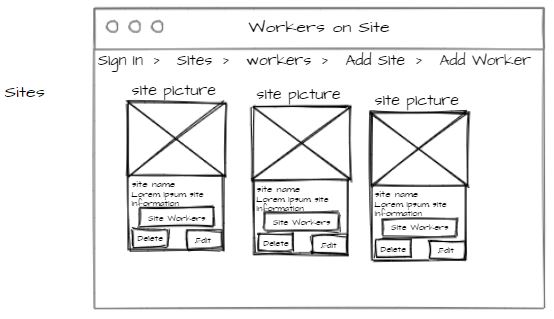 Workers on Site
Sign In > Sites > workers > Add Site > Add Worker
Sites
site picture
site name
Lorem Ipsum site
Information
Site Workers
Delete
Edit
site picture
site name
Lorem Ipsum site
Information
Site Workers
Delete
Edit
site picture
site name
Lorem Ipsum site
Information
Site Workers
Delete
Edit